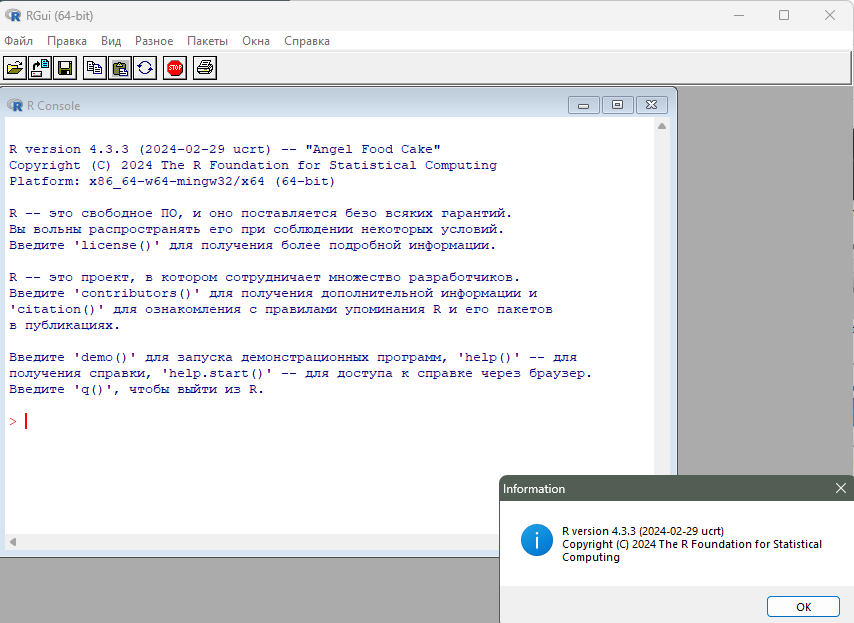 RGui (64-bit)
Файл Правка Вид Разное Пакеты Окна Справка
STOP
R Console
R version 4.3.3 (2024-02-29 ucrt) -- "Angel Food Cake"
Copyright (C) 2024 The R Foundation for Statistical Computing
Platform: x86_64-w64-mingw32/x64 (64-bit)
R -- это свободное ПО, и оно поставляется безо всяких гарантий.
Вы вольны распространять его при соблюдении некоторых условий.
Введите 'license()' для получения более подробной информации.
R -- это проект, в котором сотрудничает множество разработчиков.
Введите 'contributors()' для получения дополнительной информации и
'citation()' для ознакомления с правилами упоминания R и его пакетов
в публикациях.
Введите 'demo()' для запуска демонстрационных программ, 'help()' -- для
получения справки, 'help.start()' -- для доступа к справке через браузер.
Введите 'q()', чтобы выйти из R.
>
Information
R version 4.3.3 (2024-02-29 ucrt)
Copyright (C) 2024 The R Foundation for Statistical
Computing
OK